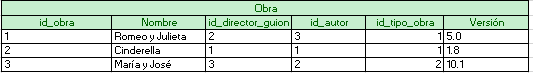 Obra
id_obra Nombre id_director_guion id_autor id_tipo_obra Versión
1 Romeo y Julieta 2 3 1 5.0
2 Cinderella 1 1 1 1.8
3 María y José 3 2 2 10.1